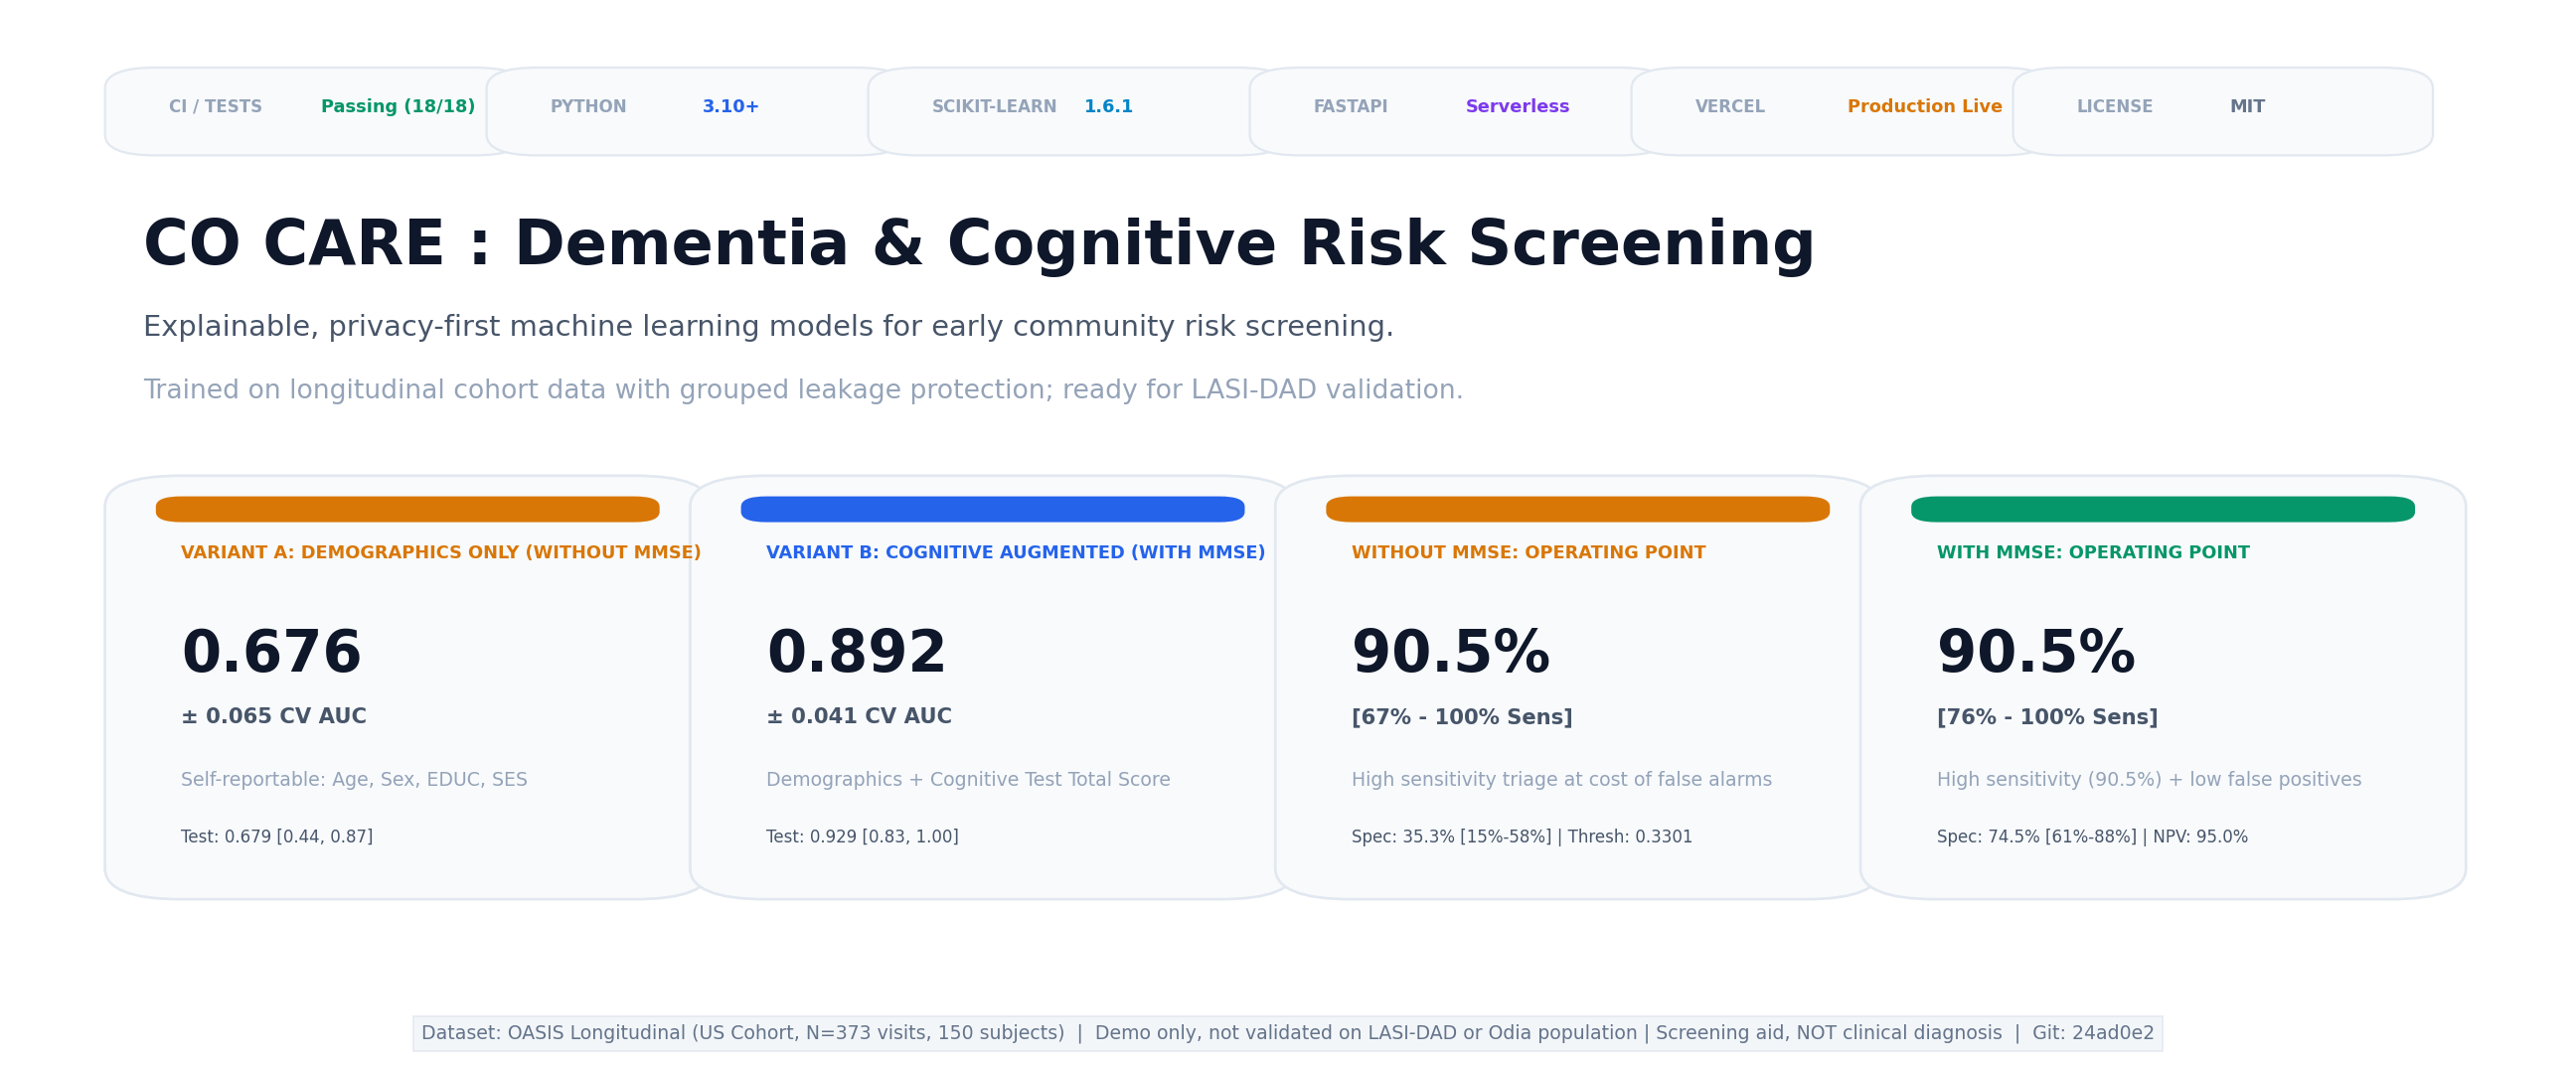 CI / TESTS Passing (18/18) PYTHON 3.10+ SCIKIT-LEARN 1.6.1 FASTAPI Serverless VERCEL Production Live LICENSE MIT
CO CARE : Dementia & Cognitive Risk Screening
Explainable, privacy-first machine learning models for early community risk screening.
Trained on longitudinal cohort data with grouped leakage protection; ready for LASI-DAD validation.
VARIANT A: DEMOGRAPHICS ONLY (WITHOUT MMSE)
0.676
± 0.065 CV AUC
Self-reportable: Age, Sex, EDUC, SES
Test: 0.679 [0.44, 0.87]
VARIANT B: COGNITIVE AUGMENTED (WITH MMSE)
0.892
± 0.041 CV AUC
Demographics + Cognitive Test Total Score
Test: 0.929 [0.83, 1.00]
WITHOUT MMSE: OPERATING POINT
90.5%
[67% - 100% Sens]
High sensitivity triage at cost of false alarms
Spec: 35.3% [15%-58%] | Thresh: 0.3301
WITH MMSE: OPERATING POINT
90.5%
[76% - 100% Sens]
High sensitivity (90.5%) + low false positives
Spec: 74.5% [61%-88%] | NPV: 95.0%
Dataset: OASIS Longitudinal (US Cohort, N=373 visits, 150 subjects) | Demo only, not validated on LASI-DAD or Odia population | Screening aid, NOT clinical diagnosis | Git: 24ad0e2